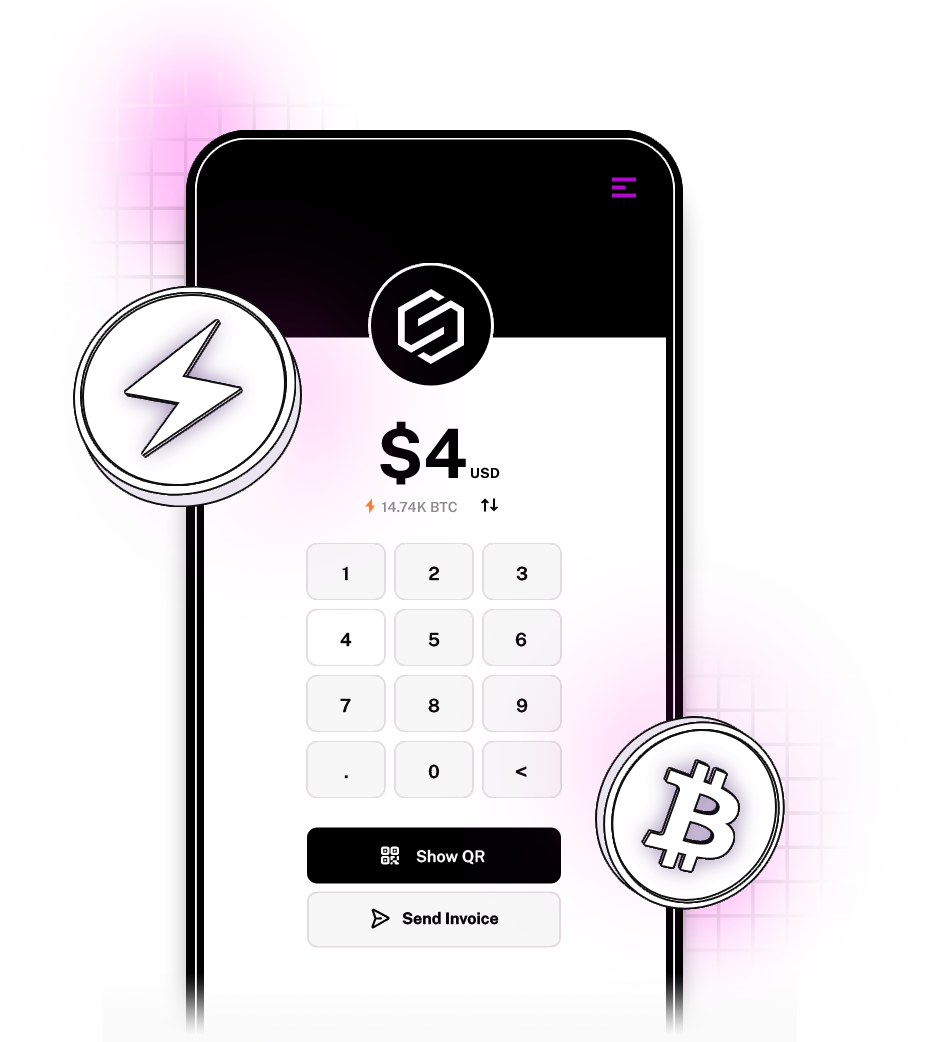 $4 USD
14.74K BTC
1 2 3
4 5 6
7 8 9
. 0 <
Show QR
Send Invoice